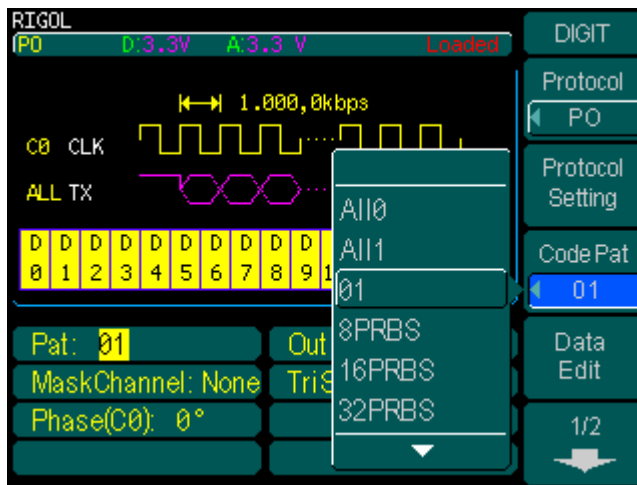 RIGOL
PO D:3.3V A:3.3 V Loaded
1.000,0kbps
C0 CLK
ALL TX
D D D D D D D D D D
0 1 2 3 4 5 6 7 8 9 1
Pat: 01
Out
MaskChannel: None
TriS
Phase(C0): 0°
All0
All1
01
8PRBS
16PRBS
32PRBS
DIGIT
Protocol
PO
Protocol
Setting
Code Pat
01
Data
Edit
1/2